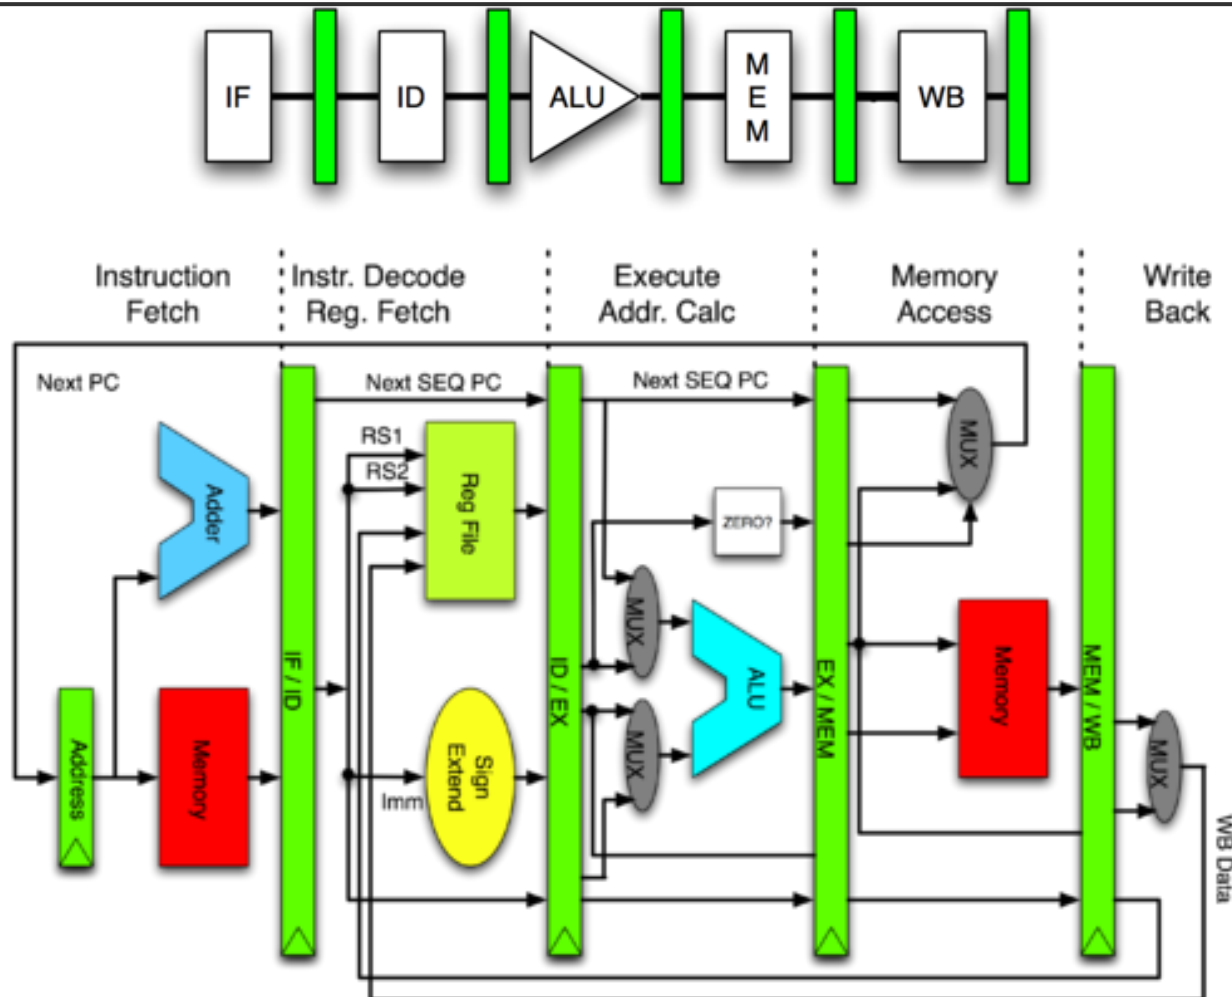 IF
ID
ALU
M
E
M
WB
Instruction
Fetch
Instr. Decode
Reg. Fetch
Execute
Addr. Calc
Memory
Access
Write
Back
Next PC
Next SEQ PC
Next SEQ PC
RS1
RS2
Adder
Reg File
ZERO?
MUX
MUX
MUX
ALU
Address
Memory
IF / ID
Imm
Sign
Extend
ID / EX
EX / MEM
Memory
MEM / WB
MUX
WB Data